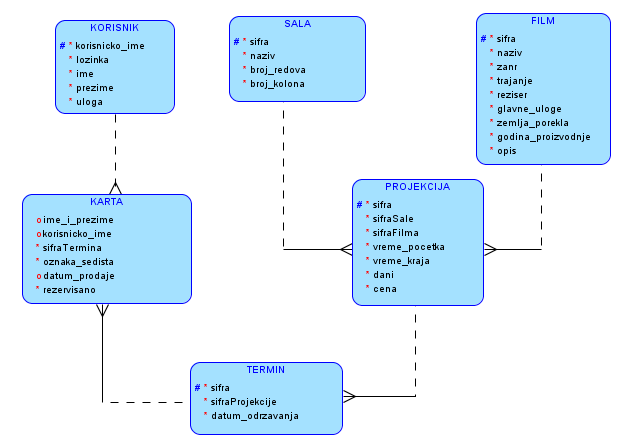 KORISNIK
# * korisnicko_ime
* lozinka
* ime
* prezime
* uloga
SALA
# * sifra
* naziv
* broj_redova
* broj_kolona
FILM
# * sifra
* naziv
* zanr
* trajanje
* reziser
* glavne_uloge
* zemlja_porekla
* godina_proizvodnje
* opis
KARTA
o ime_i_prezime
o korisnicko_ime
* sifraTermina
* oznaka_sedista
o datum_prodaje
* rezervisano
PROJEKCIJA
# * sifra
* sifraSale
* sifraFilma
* vreme_pocetka
* vreme_kraja
* dani
* cena
TERMIN
# * sifra
* sifraProjekcije
* datum_odrzavanja